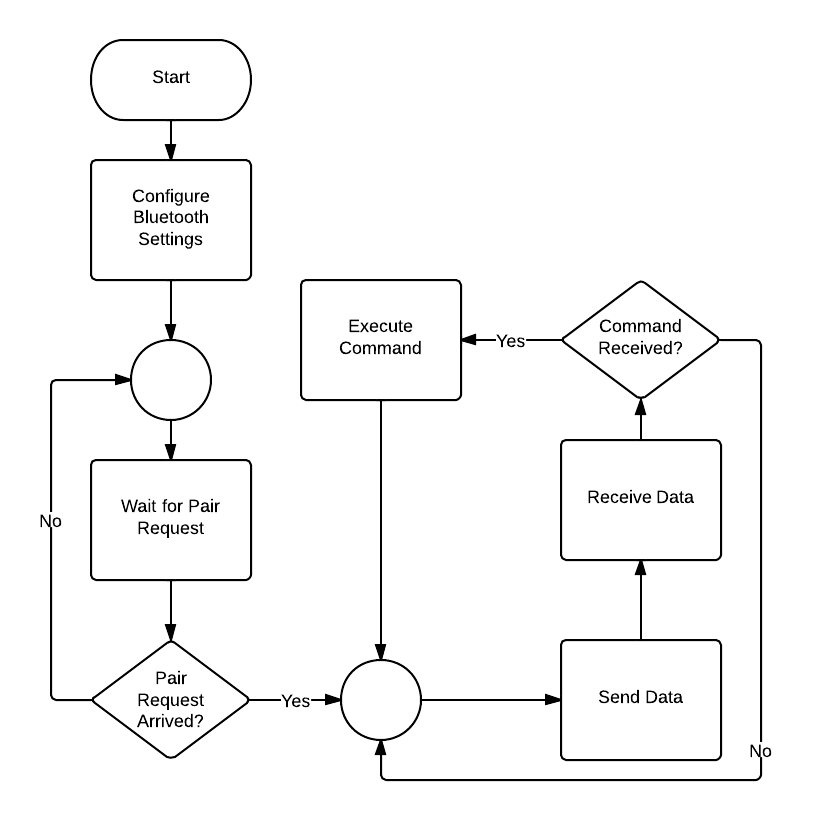 Start
Configure
Bluetooth
Settings
Execute
Command
Command
Received?
Yes
Wait for Pair
Request
Receive Data
No
Pair
Request
Arrived?
Yes
Send Data
No